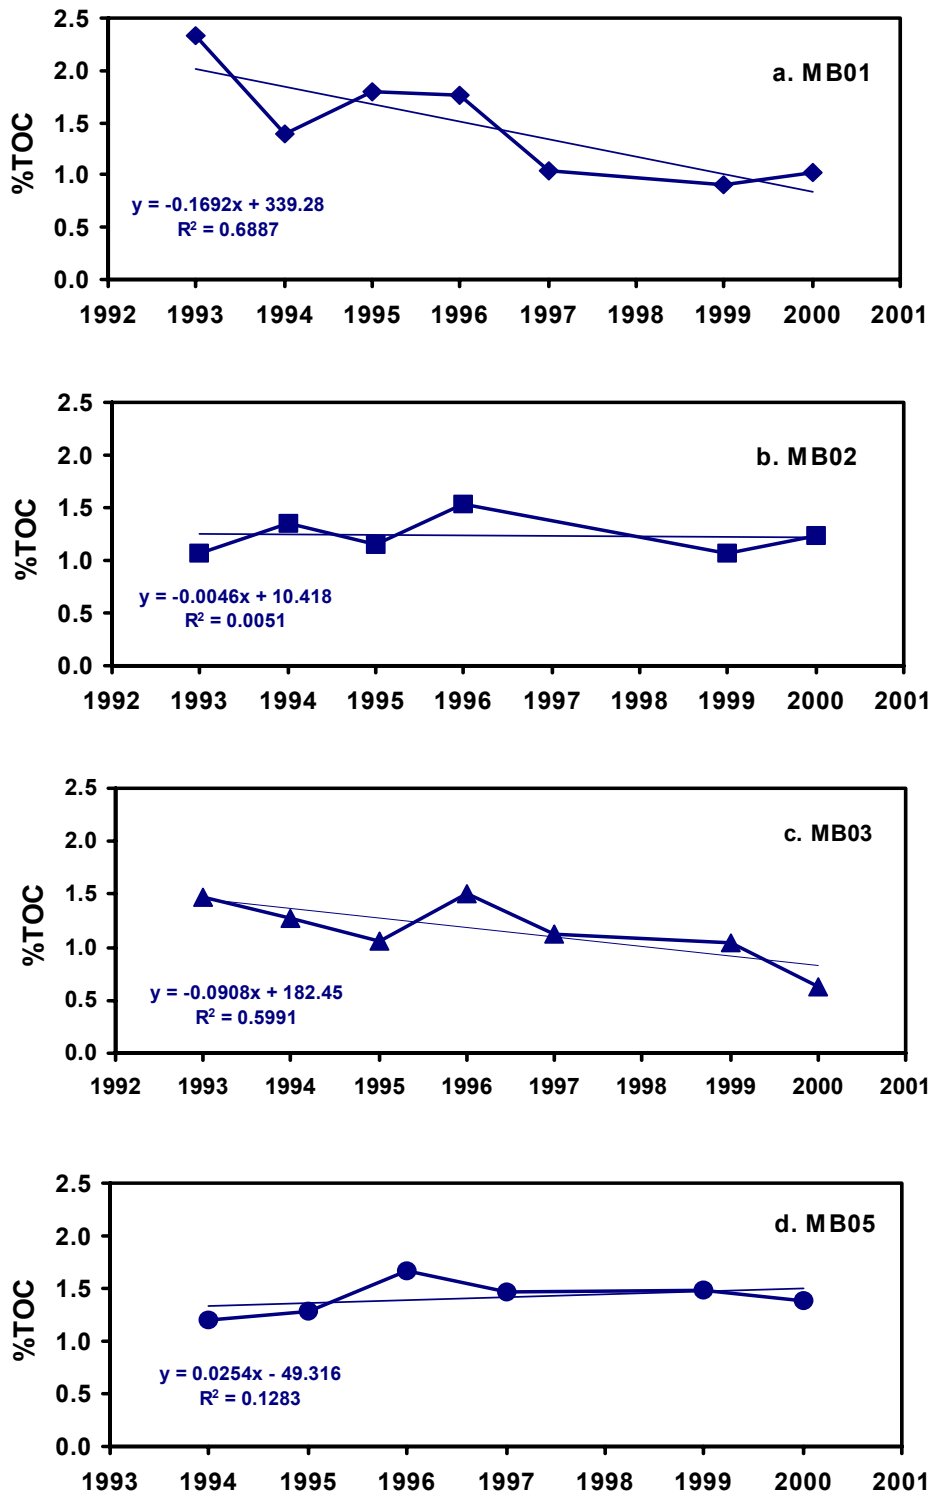 2.5
a. MB01
2.0
1.5
%TOC
1.0
y = -0.1692x + 339.28
R² = 0.6887
0.5
0.0
1992 1993 1994 1995 1996 1997 1998 1999 2000 2001
2.5
b. MB02
2.0
1.5
%TOC
1.0
y = -0.0046x + 10.418
R² = 0.0051
0.5
0.0
1992 1993 1994 1995 1996 1997 1998 1999 2000 2001
2.5
c. MB03
2.0
1.5
%TOC
1.0
y = -0.0908x + 182.45
R² = 0.5991
0.5
0.0
1992 1993 1994 1995 1996 1997 1998 1999 2000 2001
2.5
d. MB05
2.0
1.5
%TOC
1.0
y = 0.0254x - 49.316
R² = 0.1283
0.5
0.0
1993 1994 1995 1996 1997 1998 1999 2000 2001